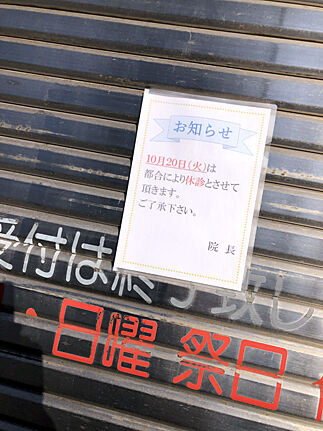 お知らせ
10月20日(火)は
都合により休診とさせて
頂きます。
ご了承下さい。
院 長
受付は終了致し
・日曜 祭日